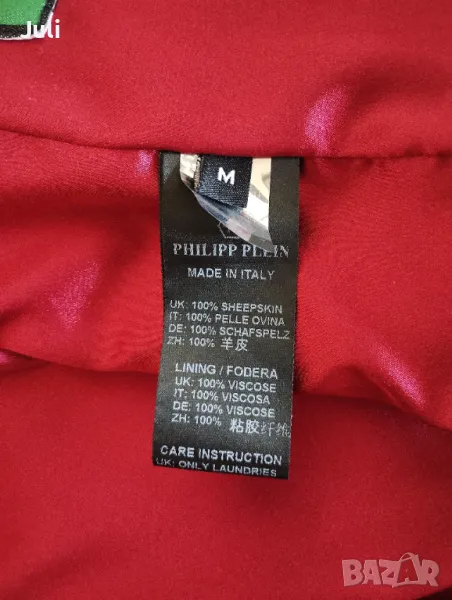 Juli
M
PHILIPP PLEIN
MADE IN ITALY
UK: 100% SHEEPSKIN
IT: 100% PELLE OVINA
DE: 100% SCHAFSPELZ
ZH: 100% 羊皮
LINING / FODERA
UK: 100% VISCOSE
IT: 100% VISCOSA
DE: 100% VISCOSE
ZH: 100% 粘胶纤维
CARE INSTRUCTION
UK: ONLY LAUNDRIES
BAZAR